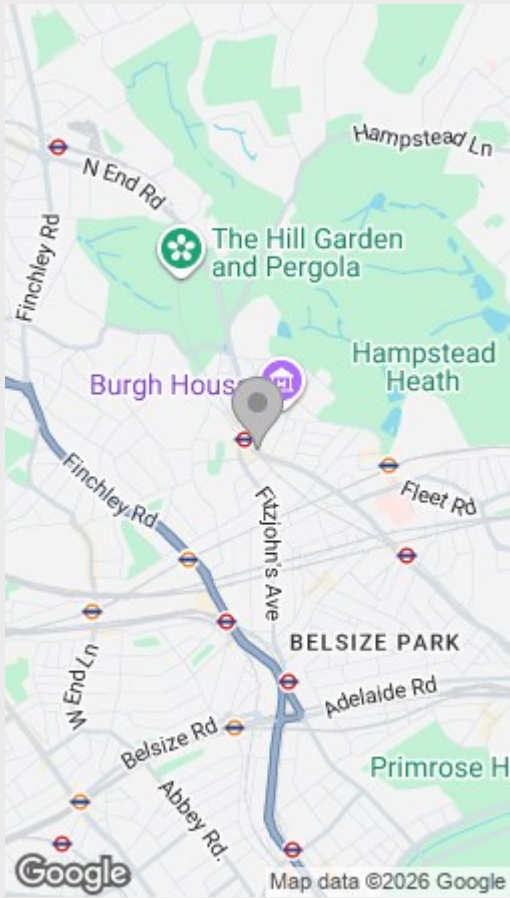 Hampstead Ln
N End Rd
Finchley Rd
The Hill Garden
and Pergola
Hampstead
Heath
Burgh House
Finchley Rd
Fitzjohn's Ave
Fleet Rd
BELSIZE PARK
W End Ln
Adelaide Rd
Belsize Rd
Primrose H
Abbey Rd.
Google
Map data ©2026 Google